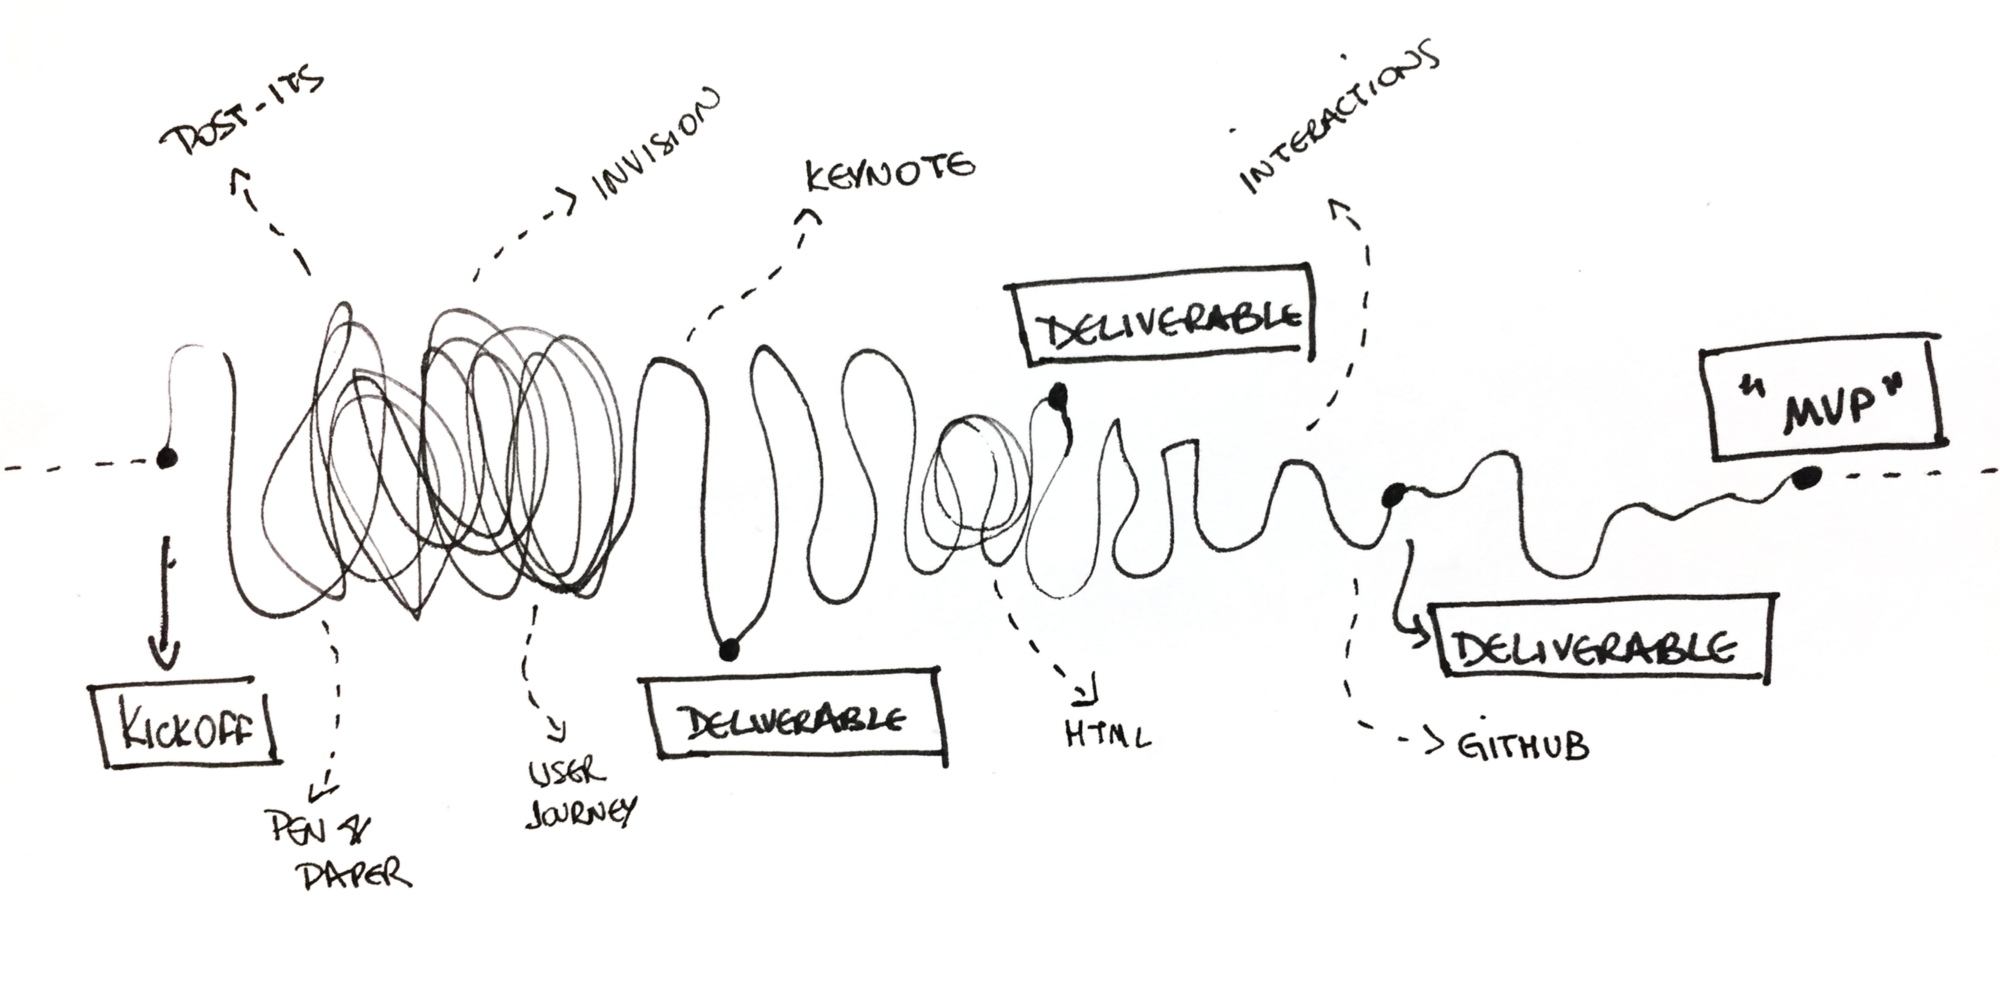 POST-ITS
INVISION
KEYNOTE
INTERACTIONS
DELIVERABLE
"MVP"
KICKOFF
PEN &
PAPER
USER
JOURNEY
DELIVERABLE
HTML
DELIVERABLE
GITHUB